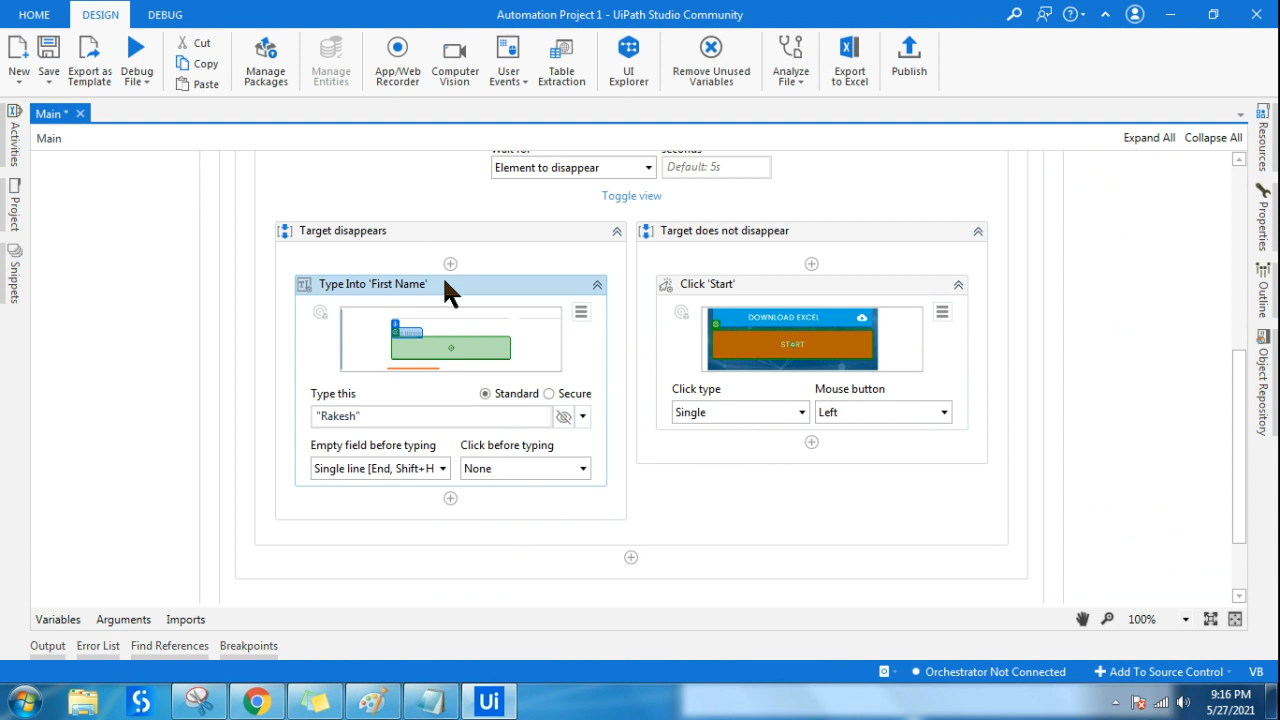 HOME
DESIGN
DEBUG
Automation Project 1 - UiPath Studio Community
New
Save
Export as Template
Debug File
Cut
Copy
Paste
Manage Packages
Manage Entities
App/Web Recorder
Computer Vision
User Events
Table Extraction
UI Explorer
Remove Unused Variables
Analyze File
Export to Excel
Publish
Main *
Main
Expand All
Collapse All
Activities
Project
Snippets
Resources
Properties
Outline
Object Repository
Wait for
seconds
Element to disappear
Default: 5s
Toggle view
Target disappears
Target does not disappear
Type Into 'First Name'
Click 'Start'
DOWNLOAD EXCEL
START
Type this
Standard
Secure
"Rakesh"
Empty field before typing
Click before typing
Single line [End, Shift+H
None
Click type
Mouse button
Single
Left
Variables
Arguments
Imports
100%
Output
Error List
Find References
Breakpoints
Orchestrator Not Connected
Add To Source Control
VB
Ui
9:16 PM
5/27/2021